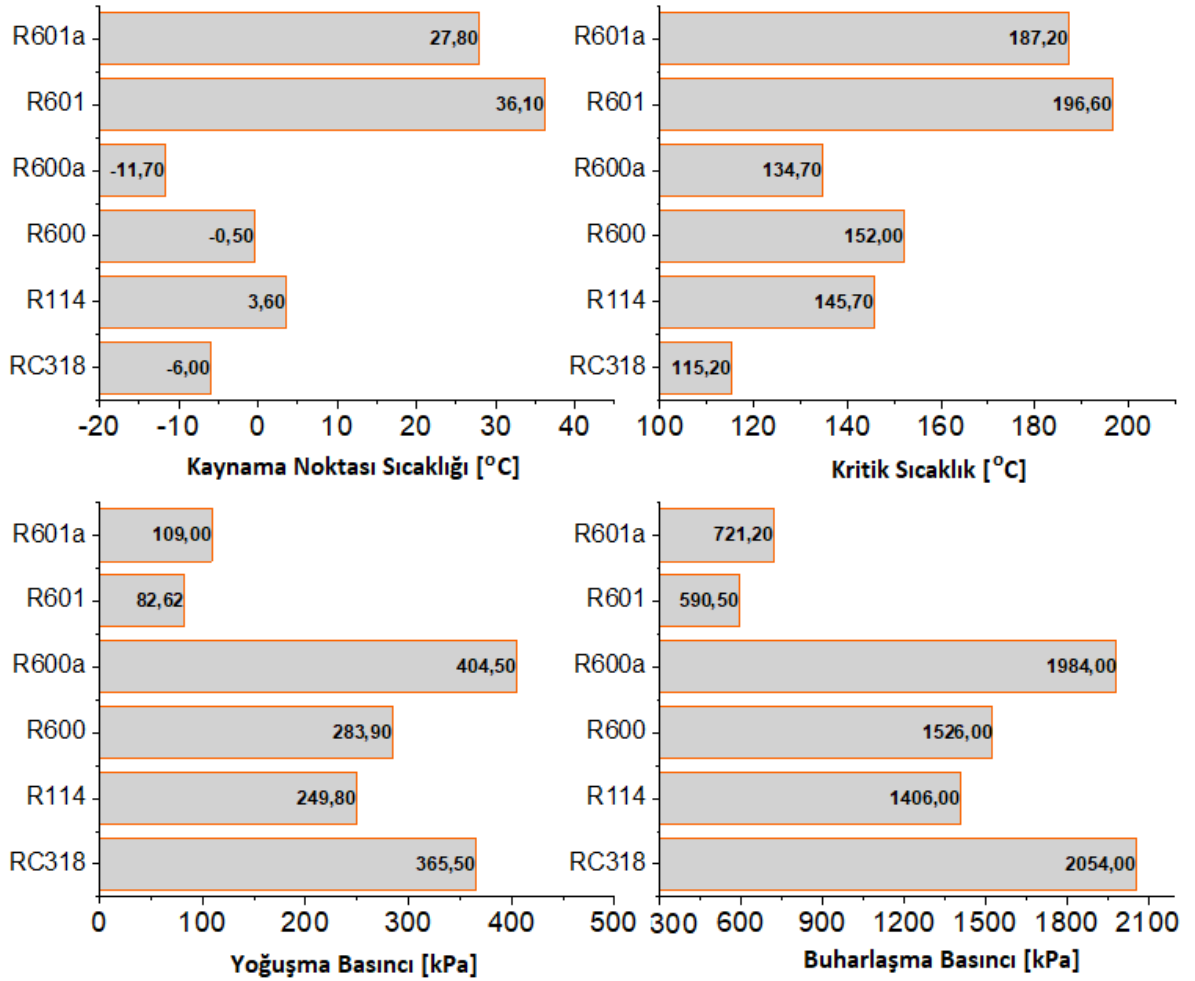 R601a
27,80
R601
36,10
R600a
-11,70
R600
-0,50
R114
3,60
RC318
-6,00
-20 -10 0 10 20 30 40
Kaynama Noktası Sıcaklığı [°C]
R601a
187,20
R601
196,60
R600a
134,70
R600
152,00
R114
145,70
RC318
115,20
100 120 140 160 180 200
Kritik Sıcaklık [°C]
R601a
109,00
R601
82,62
R600a
404,50
R600
283,90
R114
249,80
RC318
365,50
0 100 200 300 400 500
Yoğuşma Basıncı [kPa]
R601a
721,20
R601
590,50
R600a
1984,00
R600
1526,00
R114
1406,00
RC318
2054,00
300 600 900 1200 1500 1800 2100
Buharlaşma Basıncı [kPa]